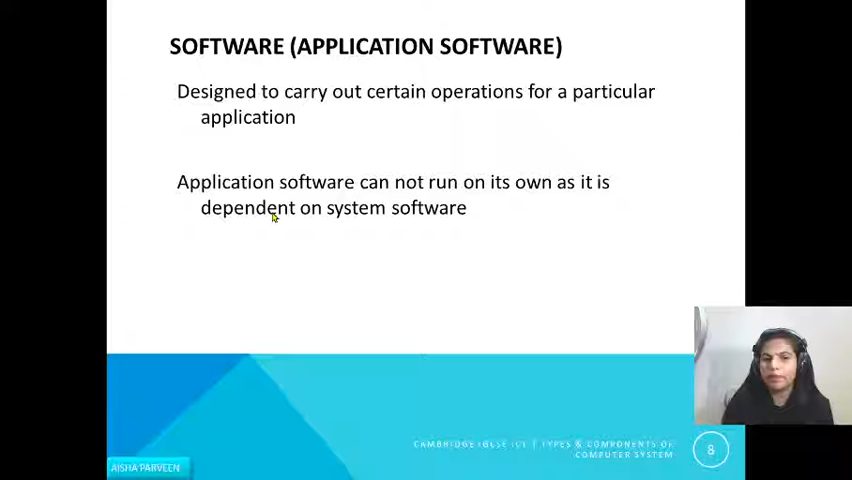 SOFTWARE (APPLICATION SOFTWARE)
Designed to carry out certain operations for a particular
application
Application software can not run on its own as it is
dependent on system software
CAMBRIDGE IGCSE ICT | TYPES & COMPONENTS OF
COMPUTER SYSTEM
8
AISHA PARVEEN